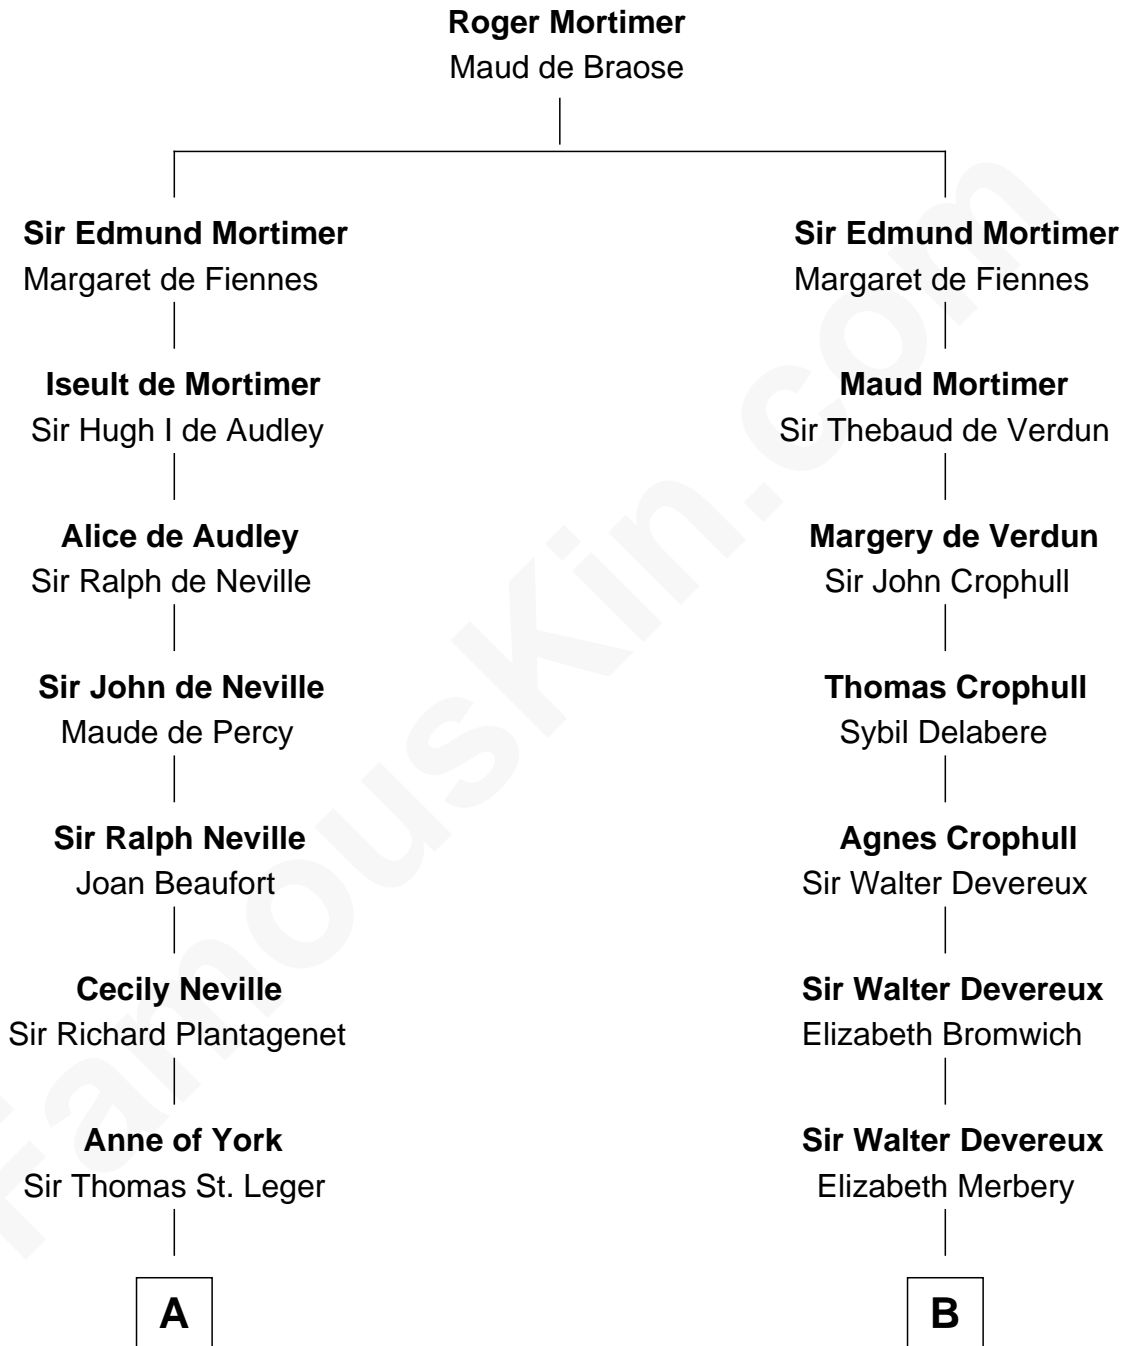 Roger Mortimer
Maud de Braose
Sir Edmund Mortimer
Margaret de Fiennes
Sir Edmund Mortimer
Margaret de Fiennes
Iseult de Mortimer
Sir Hugh I de Audley
Maud Mortimer
Sir Thebaud de Verdun
Alice de Audley
Sir Ralph de Neville
Margery de Verdun
Sir John Crophull
Sir John de Neville
Maude de Percy
Thomas Crophull
Sybil Delabere
Sir Ralph Neville
Joan Beaufort
Agnes Crophull
Sir Walter Devereux
Cecily Neville
Sir Richard Plantagenet
Sir Walter Devereux
Elizabeth Bromwich
Anne of York
Sir Thomas St. Leger
Sir Walter Devereux
Elizabeth Merbery
A
B
FamousKin.com